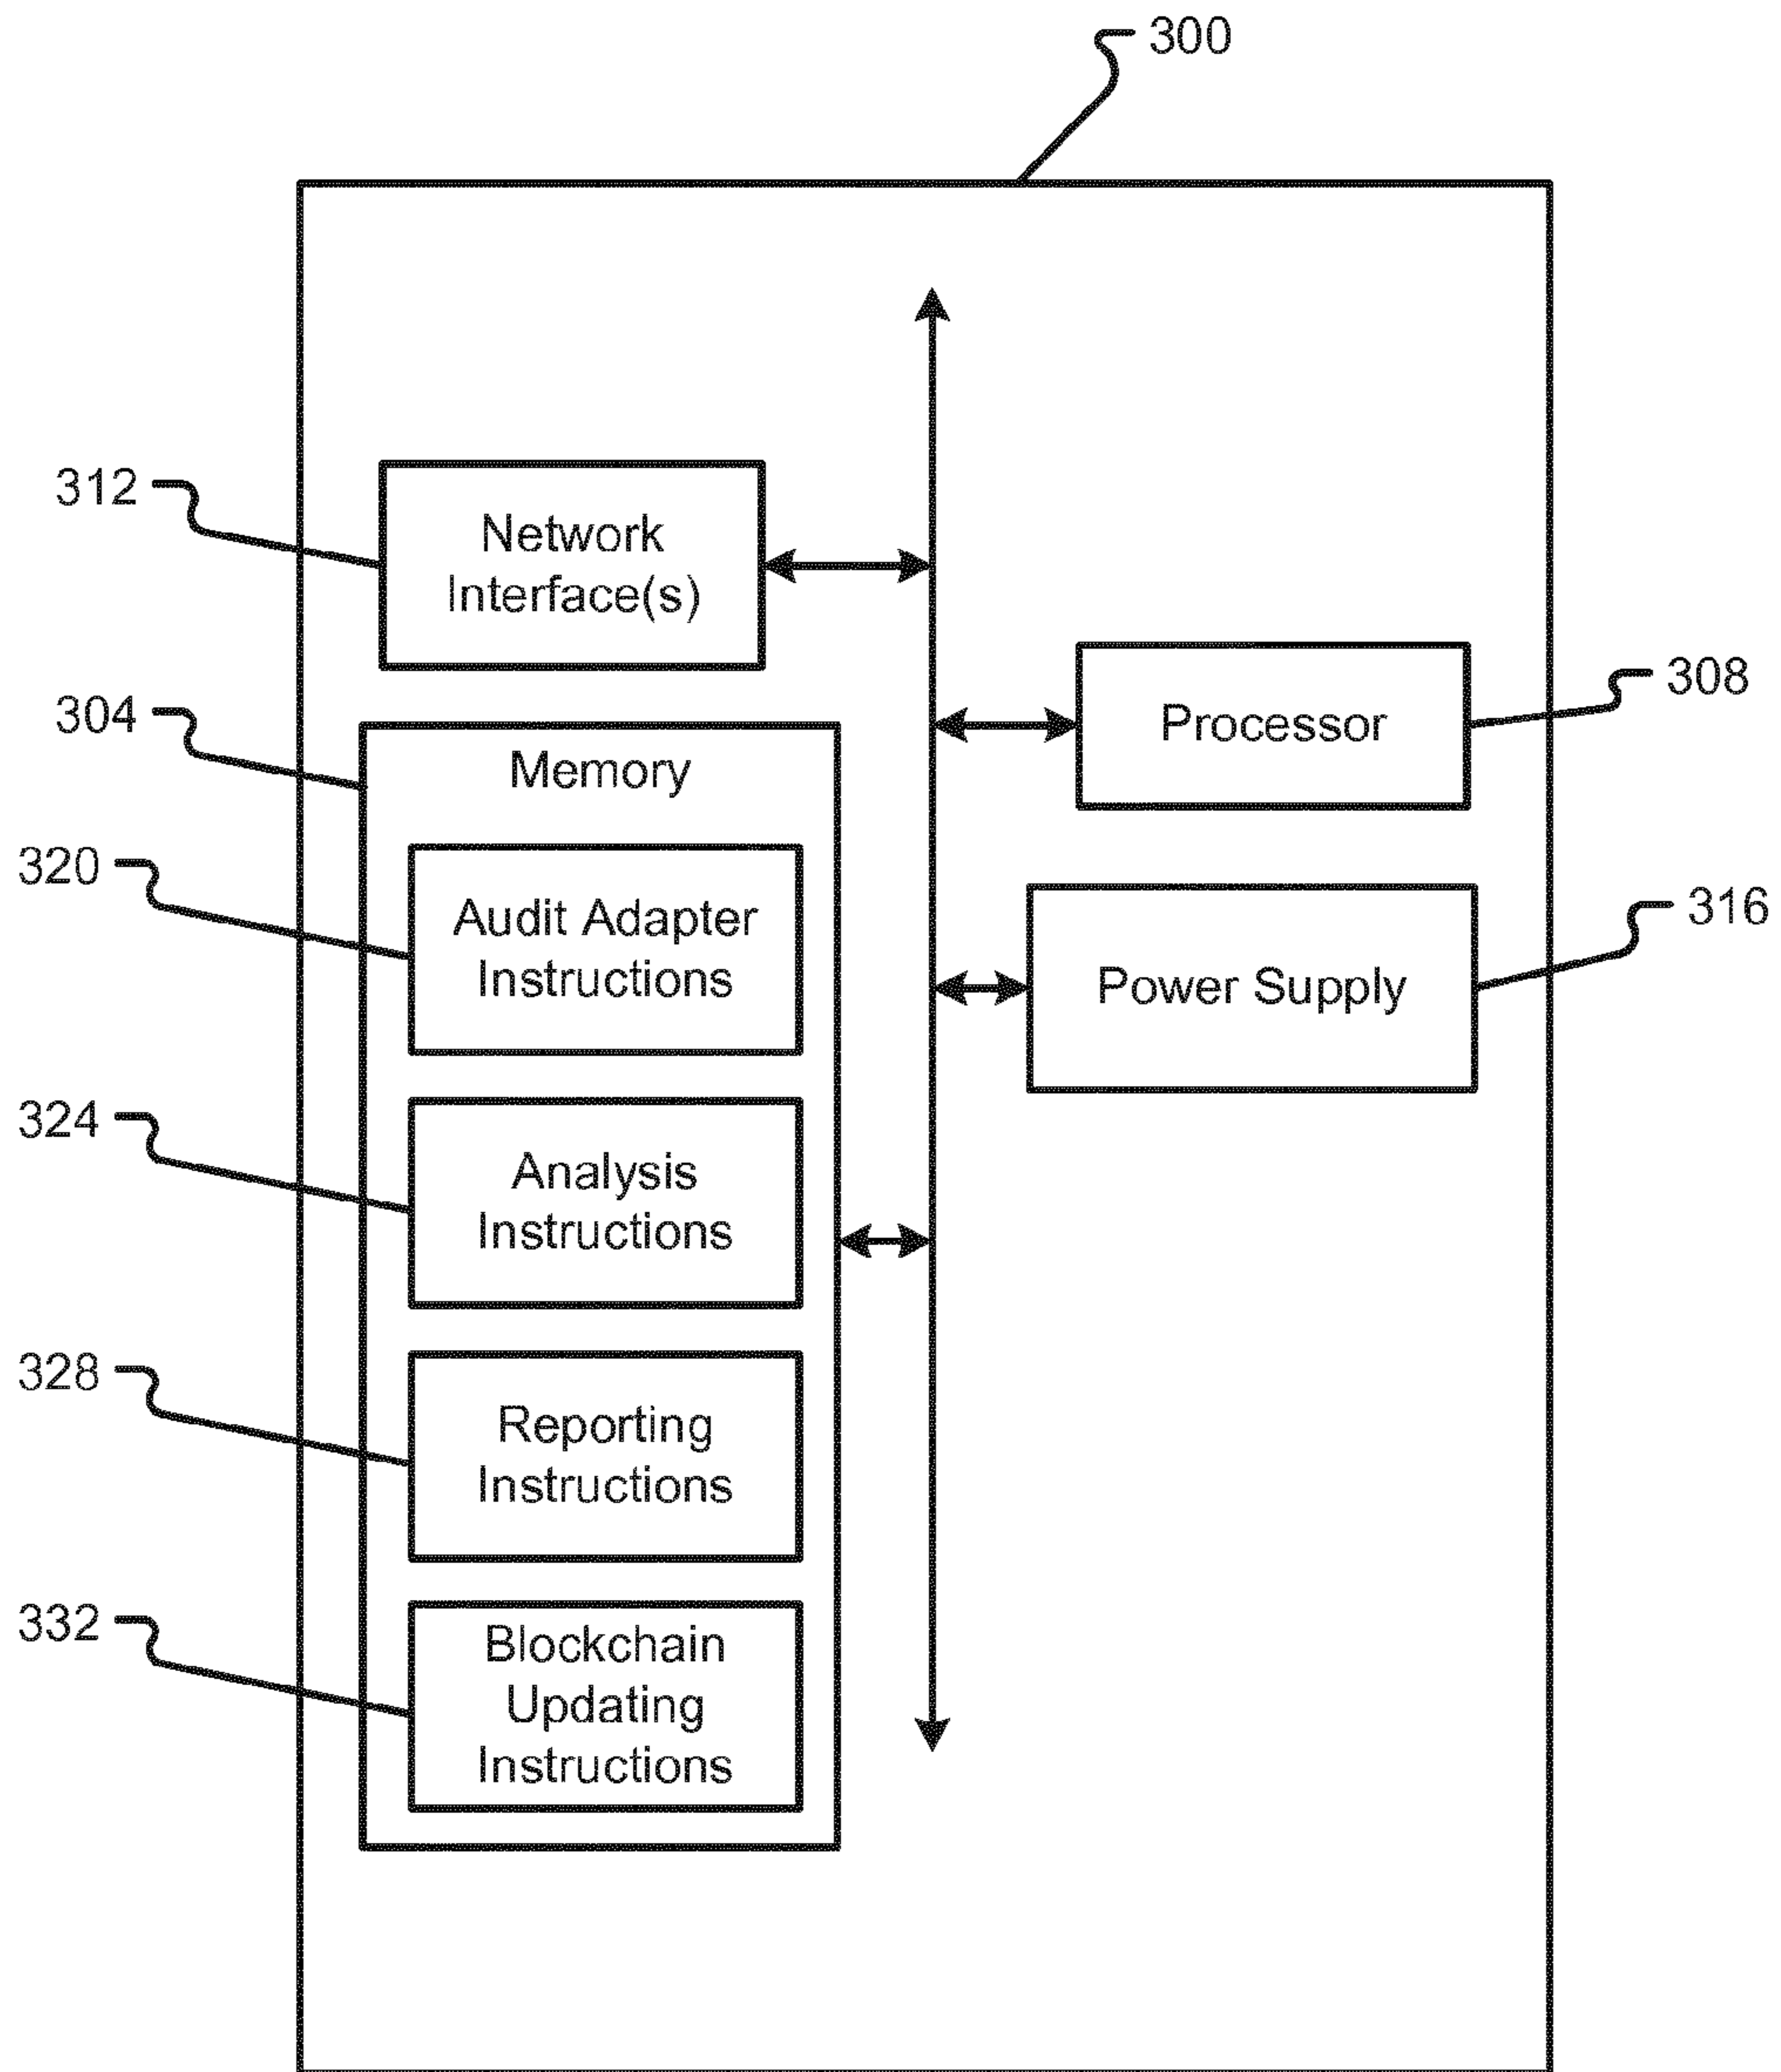 300
312
Network
Interface(s)
308
Processor
304
Memory
320
Audit Adapter
Instructions
316
Power Supply
324
Analysis
Instructions
328
Reporting
Instructions
332
Blockchain
Updating
Instructions